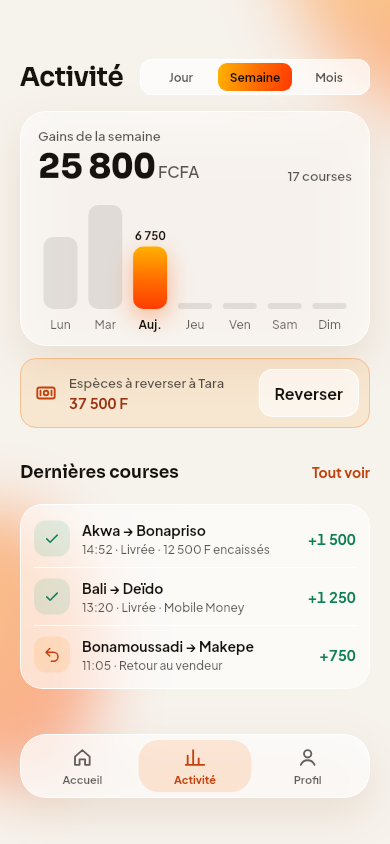 Activité
Jour
Semaine
Mois
Gains de la semaine
25 800 FCFA
17 courses
6 750
Lun
Mar
Auj.
Jeu
Ven
Sam
Dim
Espèces à reverser à Tara
37 500 F
Reverser
Dernières courses
Tout voir
Akwa → Bonapriso
14:52 · Livrée · 12 500 F encaissés
+1 500
Bali → Deïdo
13:20 · Livrée · Mobile Money
+1 250
Bonamoussadi → Makepe
11:05 · Retour au vendeur
+750
Accueil
Activité
Profil